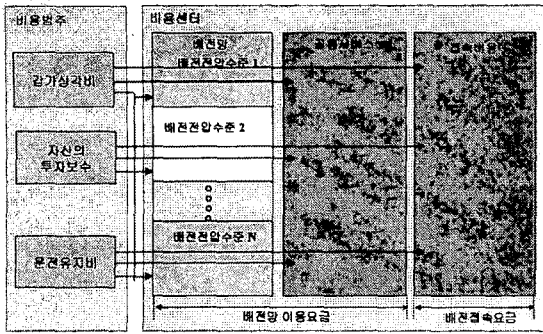 비용범주
비용센터
배전망
배전전압수준 1
감가상각비
배전전압수준 2
자산의
투자보수
배전전압수준 N
운전유지비
배전망 이용요금
배전접속요금